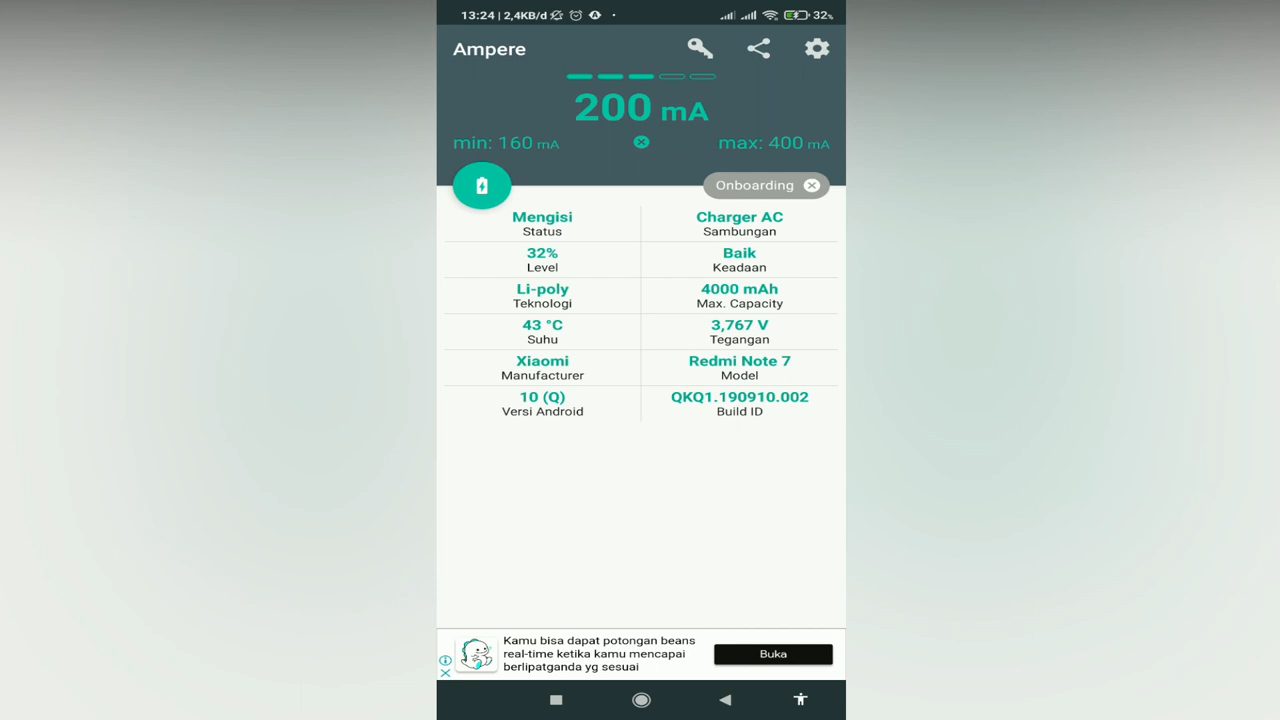 13:24 | 2,4KB/d 32%
Ampere
200 mA
min: 160 mA max: 400 mA
Onboarding
Mengisi Charger AC
Status Sambungan
32% Baik
Level Keadaan
Li-poly 4000 mAh
Teknologi Max. Capacity
43 °C 3,767 V
Suhu Tegangan
Xiaomi Redmi Note 7
Manufacturer Model
10 (Q) QKQ1.190910.002
Versi Android Build ID
Kamu bisa dapat potongan beans
real-time ketika kamu mencapai
berlipatganda yg sesuai
Buka